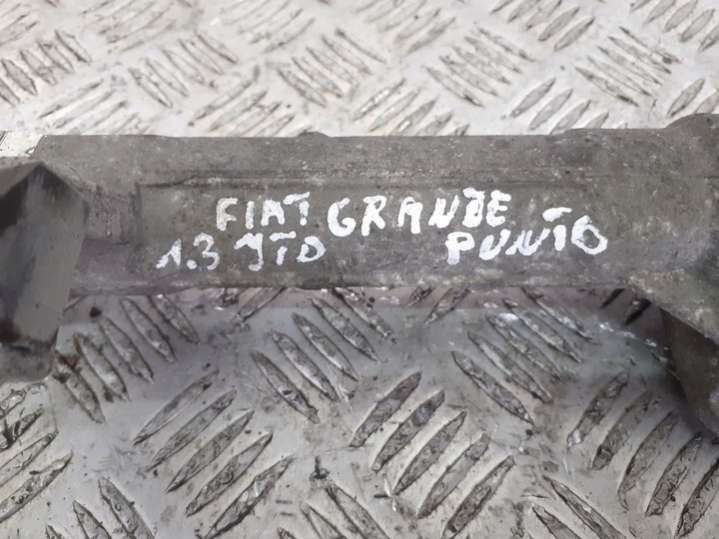 FIAT GRANDE
1.3 JTD PUNTO